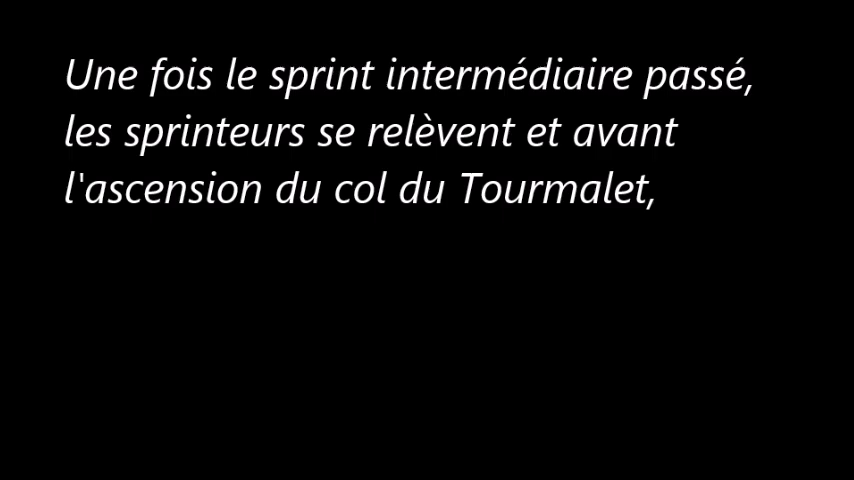 Une fois le sprint intermédiaire passé,
les sprinteurs se relèvent et avant
l'ascension du col du Tourmalet,